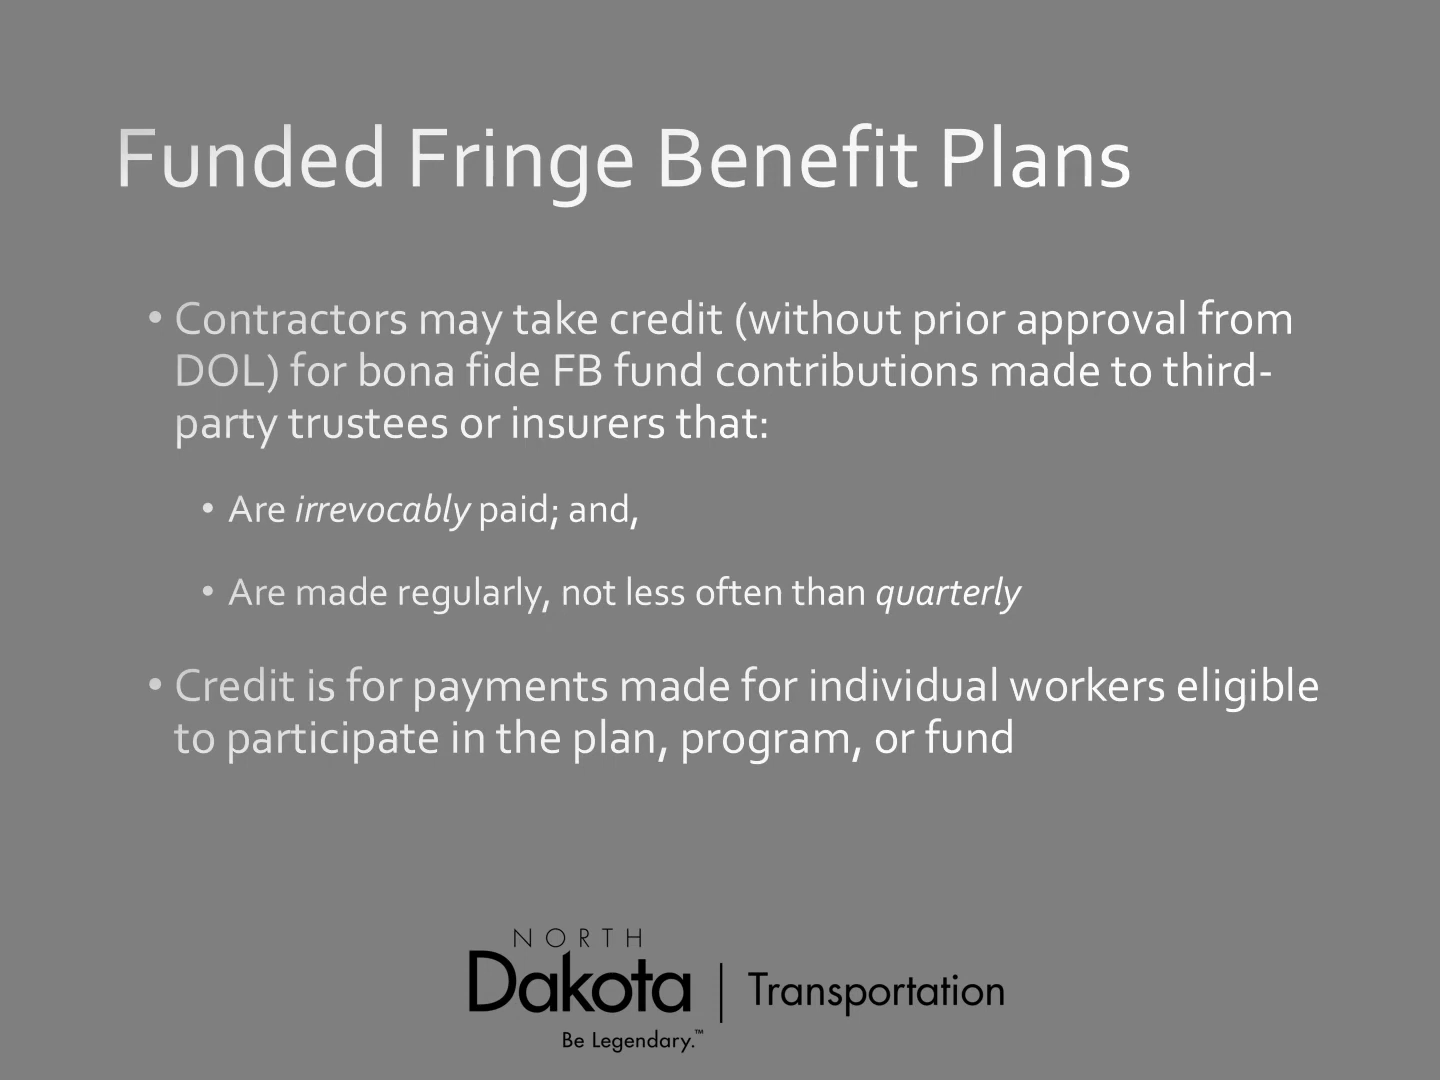 Funded Fringe Benefit Plans
• Contractors may take credit (without prior approval from
DOL) for bona fide FB fund contributions made to third-
party trustees or insurers that:
• Are irrevocably paid; and,
• Are made regularly, not less often than quarterly
• Credit is for payments made for individual workers eligible
to participate in the plan, program, or fund
NORTH
Dakota | Transportation
Be Legendary.™